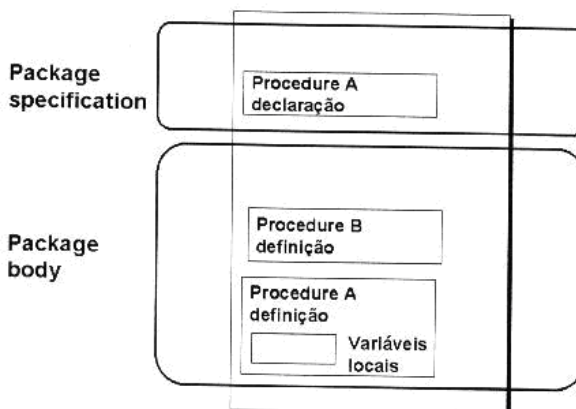 Package
specification
Procedure A
declaração
Package
body
Procedure B
definição
Procedure A
definição
Variáveis
locais